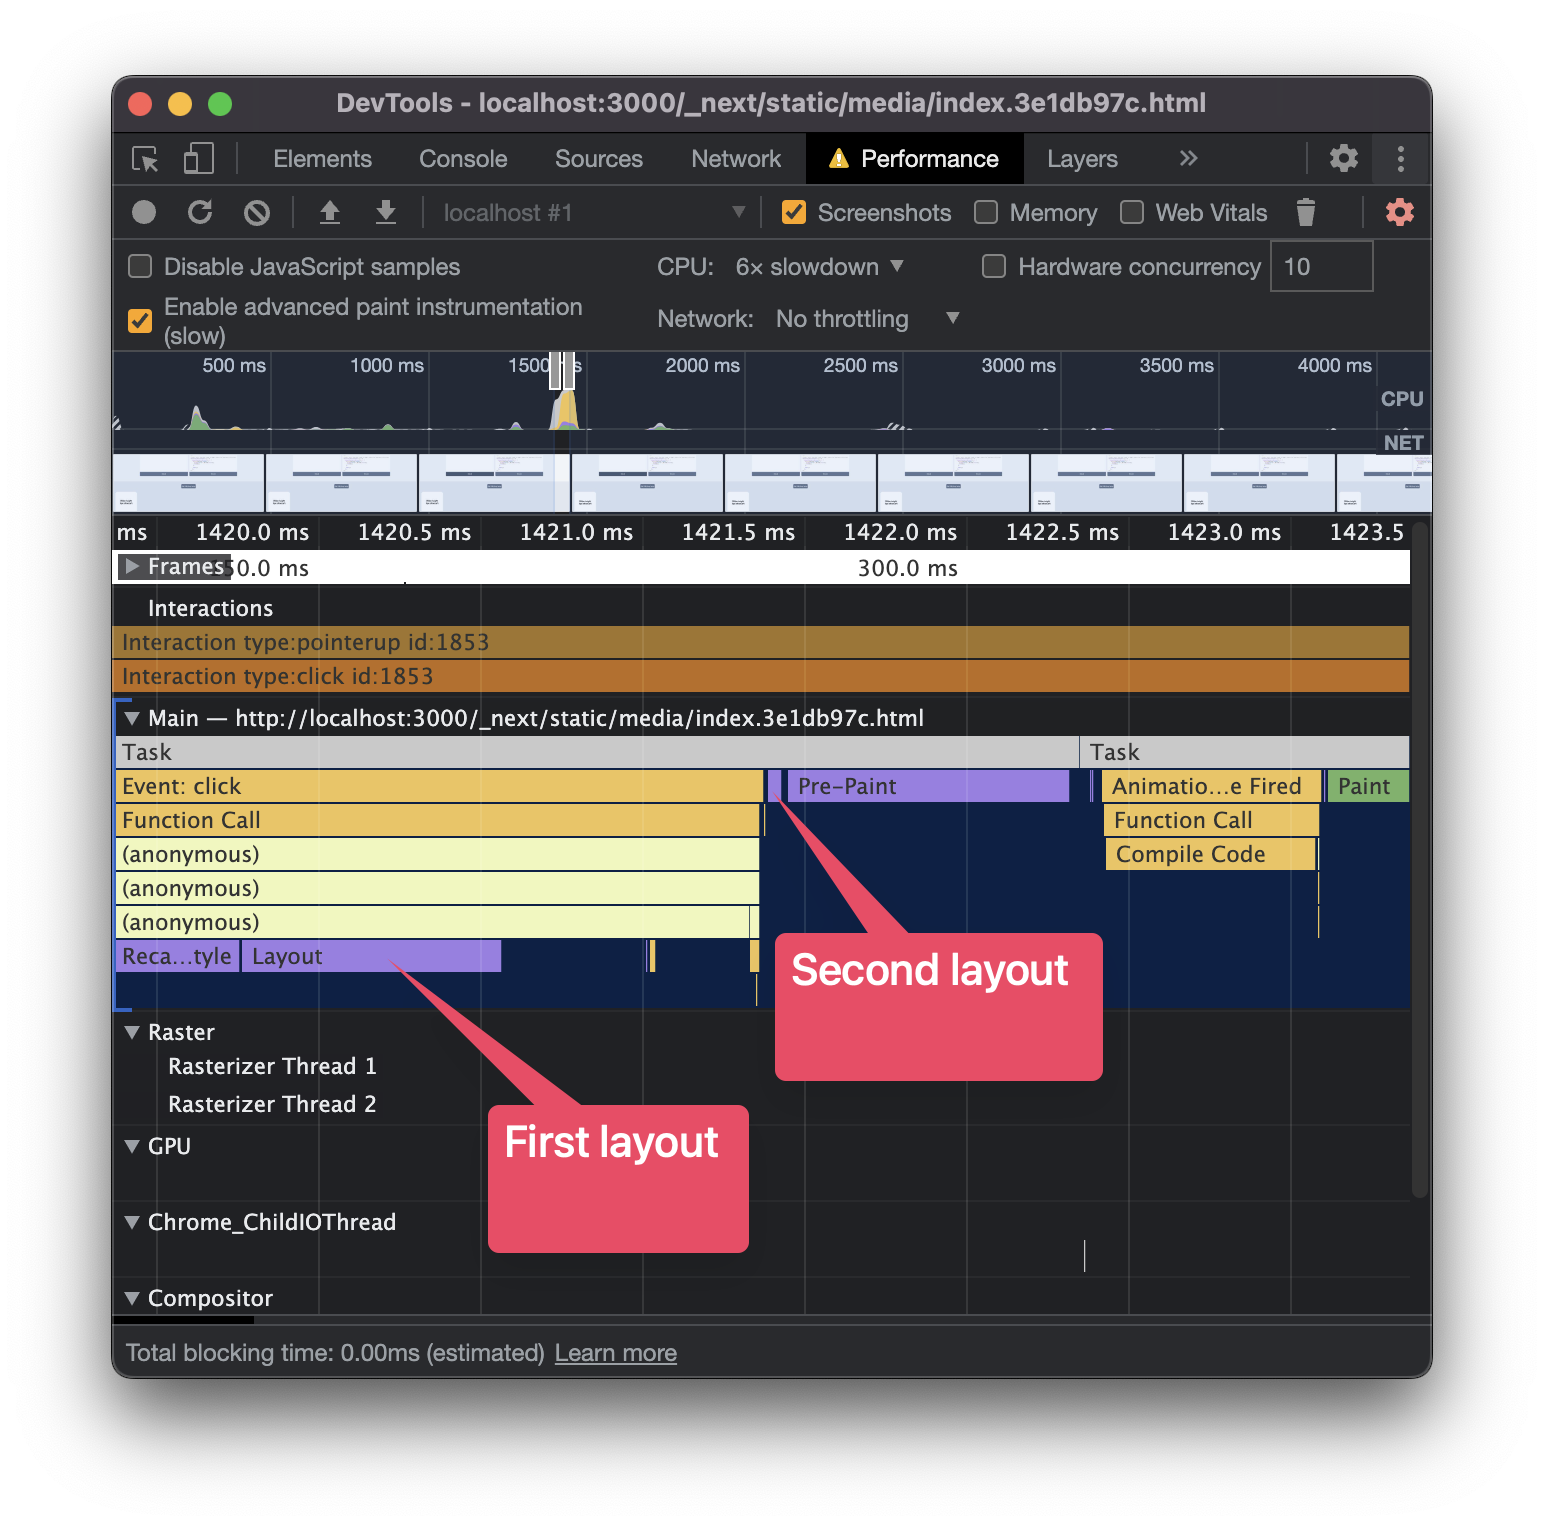 DevTools - localhost:3000/_next/static/media/index.3e1db97c.html
Elements Console Sources Network Performance Layers »
localhost #1 Screenshots Memory Web Vitals
Disable JavaScript samples CPU: 6× slowdown Hardware concurrency 10
Enable advanced paint instrumentation
(slow)
Network: No throttling
500 ms 1000 ms 1500 ms 2000 ms 2500 ms 3000 ms 3500 ms 4000 ms
CPU
NET
ms 1420.0 ms 1420.5 ms 1421.0 ms 1421.5 ms 1422.0 ms 1422.5 ms 1423.0 ms 1423.5
Frames 50.0 ms 300.0 ms
Interactions
Interaction type:pointerup id:1853
Interaction type:click id:1853
Main — http://localhost:3000/_next/static/media/index.3e1db97c.html
Task Task
Event: click Pre-Paint Animatio…e Fired Paint
Function Call Function Call
(anonymous) Compile Code
(anonymous)
(anonymous)
Reca…tyle Layout
Second layout
Raster
Rasterizer Thread 1
Rasterizer Thread 2
First layout
GPU
Chrome_ChildIOThread
Compositor
Total blocking time: 0.00ms (estimated) Learn more